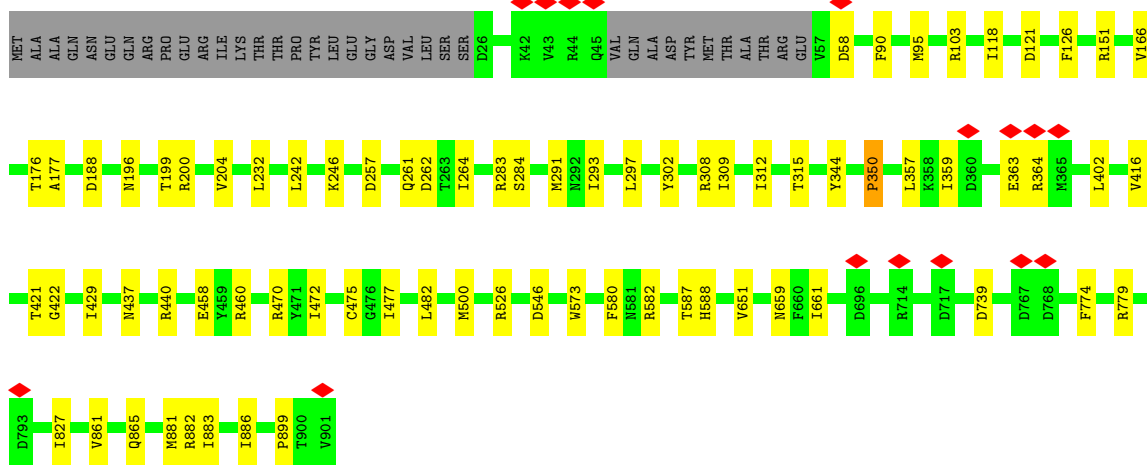 MET ALA ALA GLN ASN GLU GLU GLN ARG PRO GLU ARG ILE LYS THR THR PRO TYR LEU GLU GLY ASP VAL LEU SER SER D26 K42 V43 R44 Q45 VAL GLN ALA ASP TYR MET THR ALA THR ARG GLU V57 D58 F90 M95 R103 I118 D121 F126 R151 V166
T176 A177 D188 N196 T199 R200 V204 L232 L242 K246 D257 Q261 D262 T263 I264 R283 S284 M291 N292 I293 L297 Y302 R308 I309 I312 T315 Y344 P350 L357 K358 I359 D360 E363 R364 M365 L402 V416
T421 G422 I429 N437 R440 E458 Y459 R460 R470 Y471 I472 C475 G476 I477 L482 M500 R526 D546 W573 F580 N581 R582 T587 H588 V651 N659 F660 I661 D696 R714 D717 D739 D767 D768 F774 R779
D793 I827 V861 Q865 M881 R882 I883 I886 P899 T900 V901